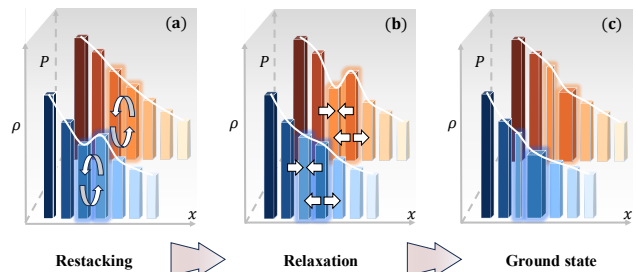 (a)
P
ρ
x
(b)
P
ρ
x
(c)
P
ρ
x
Restacking
Relaxation
Ground state